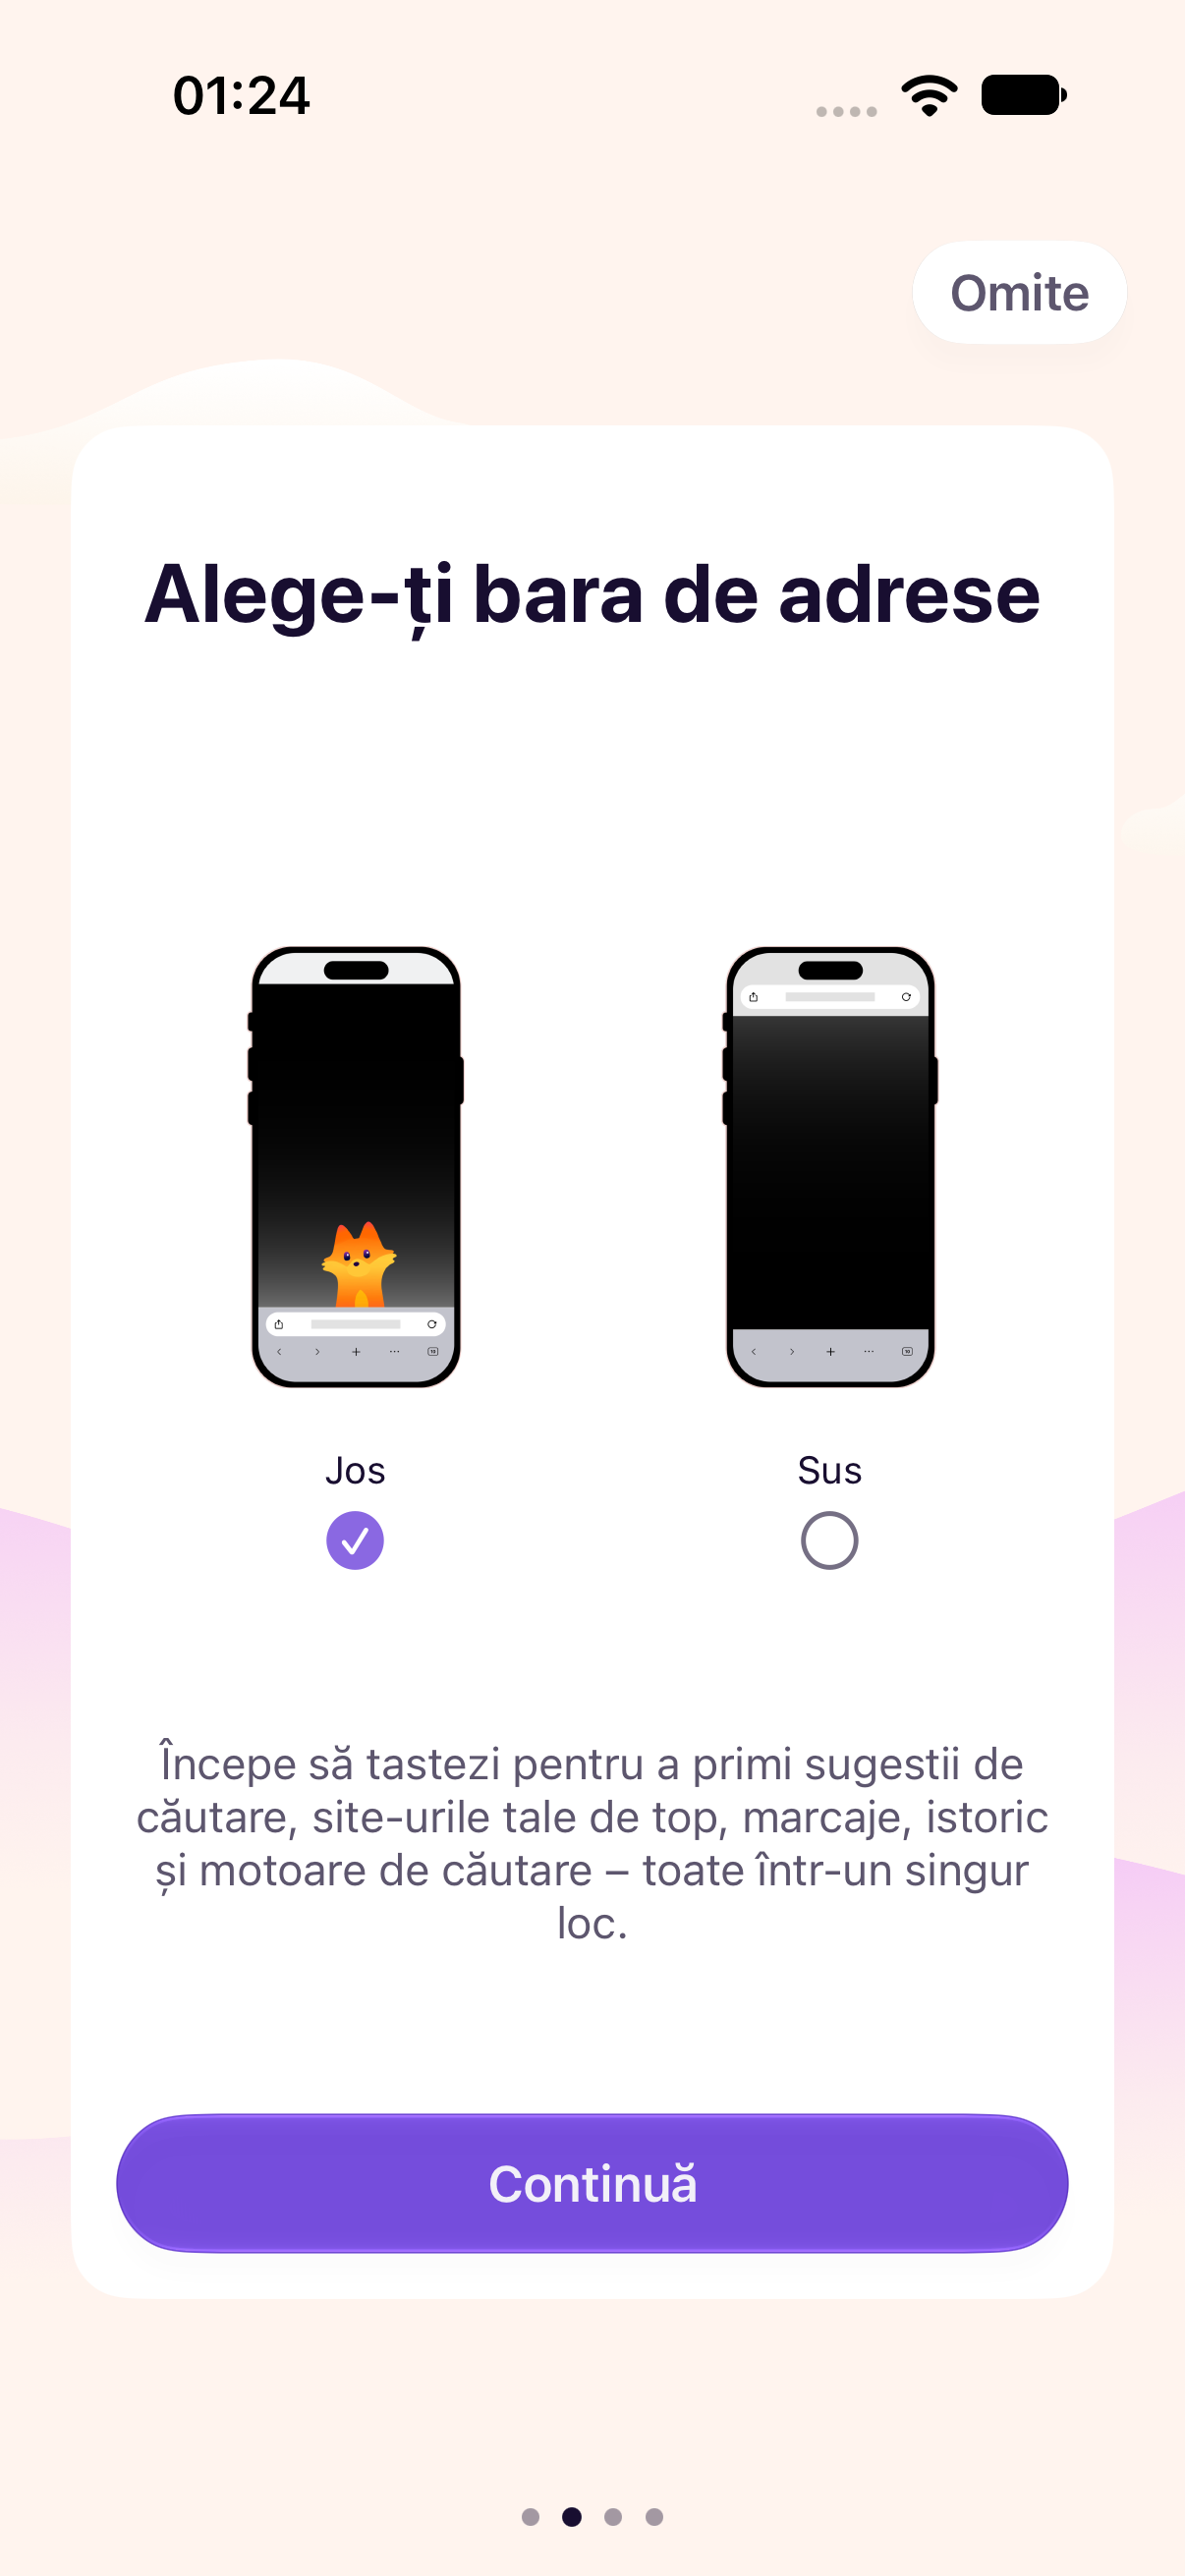 01:24
Omite
Alege-ți bara de adrese
Jos
Sus
Începe să tastezi pentru a primi sugestii de
căutare, site-urile tale de top, marcaje, istoric
și motoare de căutare – toate într-un singur
loc.
Continuă